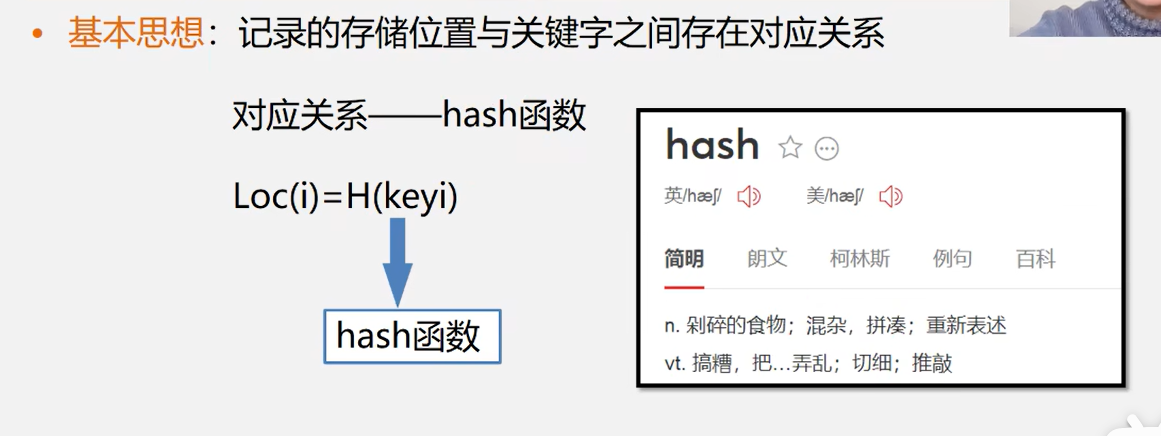 • 基本思想：记录的存储位置与关键字之间存在对应关系
对应关系——hash函数
Loc(i)=H(keyi)
hash函数
hash
英/hæʃ/ 美/hæʃ/
简明 朗文 柯林斯 例句 百科
n. 剁碎的食物；混杂，拼凑；重新表述
vt. 搞糟，把…弄乱；切细；推敲